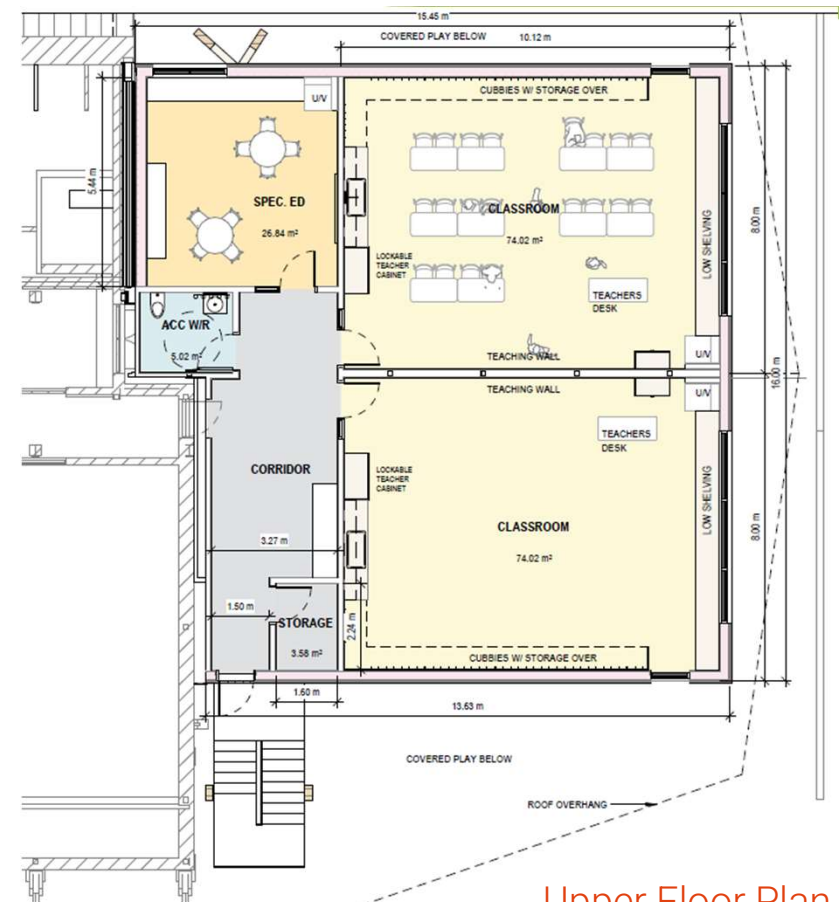 15.45 m
COVERED PLAY BELOW
10.12 m
CUBBIES W/ STORAGE OVER
U/V
5.44 m
SPEC. ED
26.84 m²
CLASSROOM
74.02 m²
8.00 m
LOW SHELVING
LOCKABLE
TEACHER
CABINET
TEACHERS
DESK
ACC W/R
5.02 m²
TEACHING WALL
U/V
16.00 m
TEACHING WALL
U/V
TEACHERS
DESK
CORRIDOR
LOCKABLE
TEACHER
CABINET
LOW SHELVING
CLASSROOM
74.02 m²
8.00 m
3.27 m
1.50 m
STORAGE
3.58 m²
2.24 m
CUBBIES W/ STORAGE OVER
1.60 m
13.63 m
COVERED PLAY BELOW
ROOF OVERHANG
Upper Floor Plan